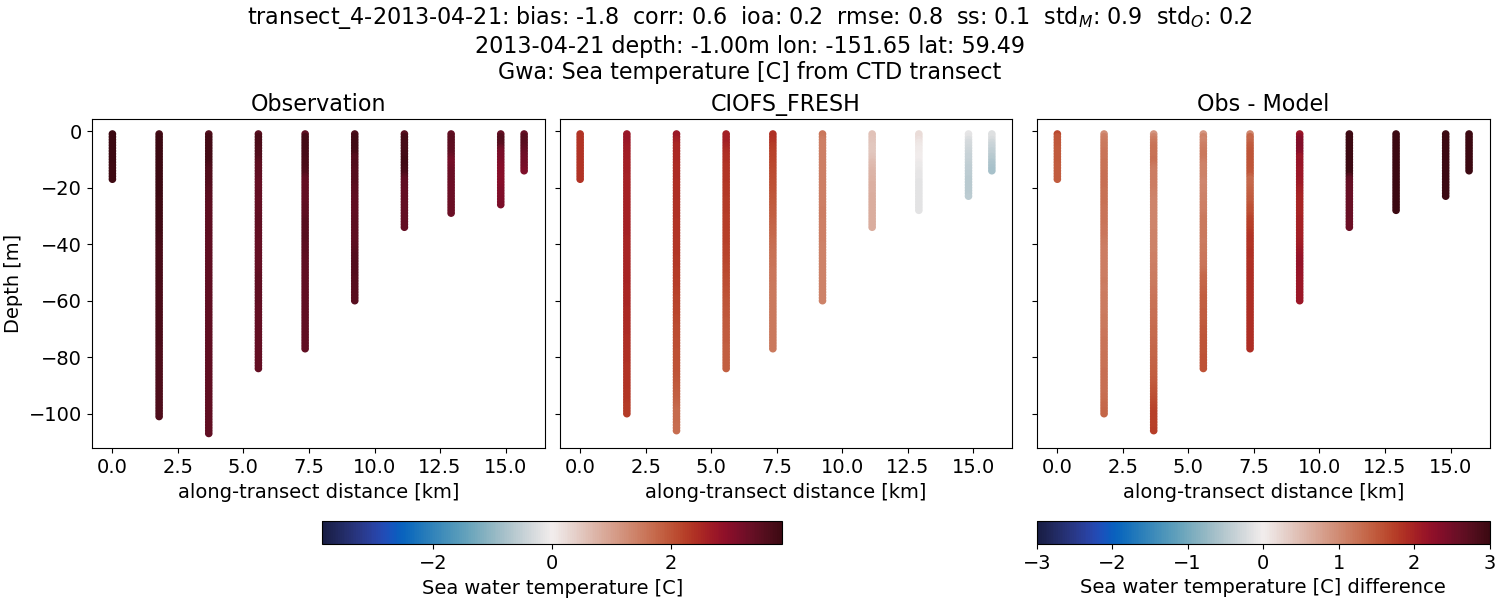 transect_4-2013-04-21: bias: -1.8 corr: 0.6 ioa: 0.2 rmse: 0.8 ss: 0.1 std_M: 0.9 std_O: 0.2
2013-04-21 depth: -1.00m lon: -151.65 lat: 59.49
Gwa: Sea temperature [C] from CTD transect
Observation
CIOFS_FRESH
Obs - Model
Depth [m]
0
−20
−40
−60
−80
−100
0.0 2.5 5.0 7.5 10.0 12.5 15.0
0.0 2.5 5.0 7.5 10.0 12.5 15.0
0.0 2.5 5.0 7.5 10.0 12.5 15.0
along-transect distance [km]
along-transect distance [km]
along-transect distance [km]
−2 0 2
Sea water temperature [C]
−3 −2 −1 0 1 2 3
Sea water temperature [C] difference